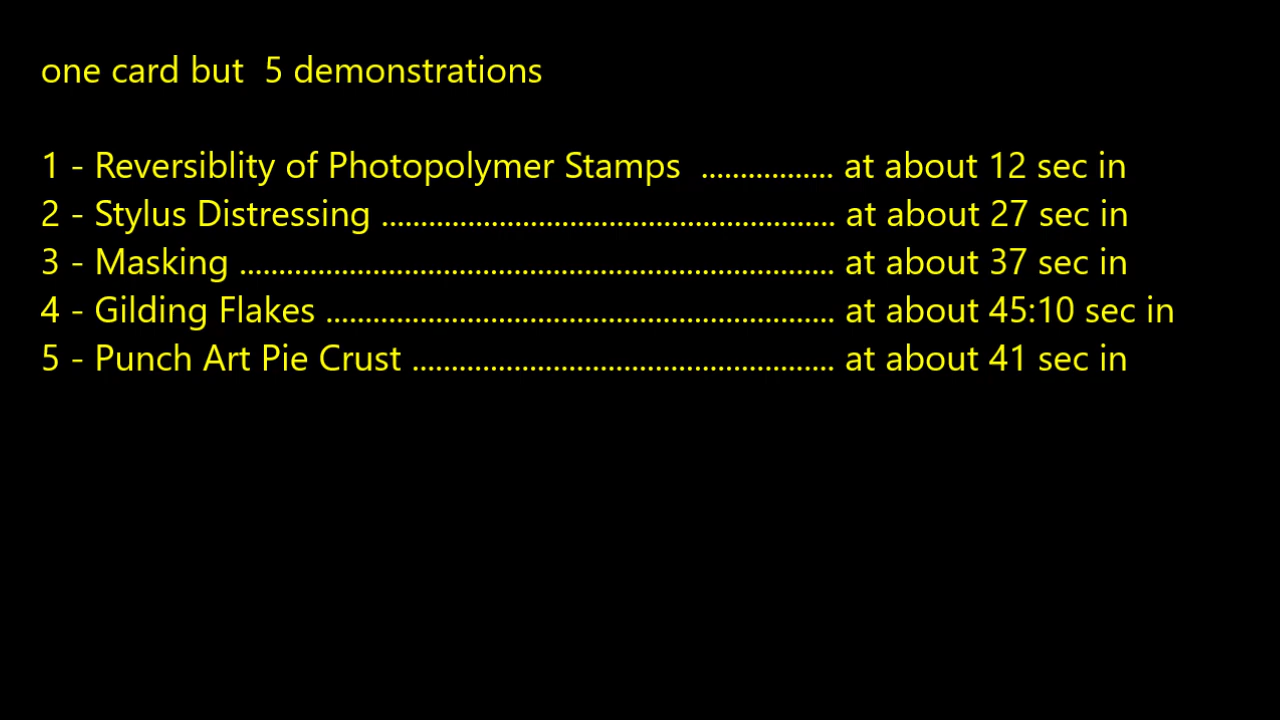 one card but  5 demonstrations
1 - Reversiblity of Photopolymer Stamps  ................. at about 12 sec in
2 - Stylus Distressing .......................................................... at about 27 sec in
3 - Masking ............................................................................ at about 37 sec in
4 - Gilding Flakes ................................................................. at about 45:10 sec in
5 - Punch Art Pie Crust ...................................................... at about 41 sec in